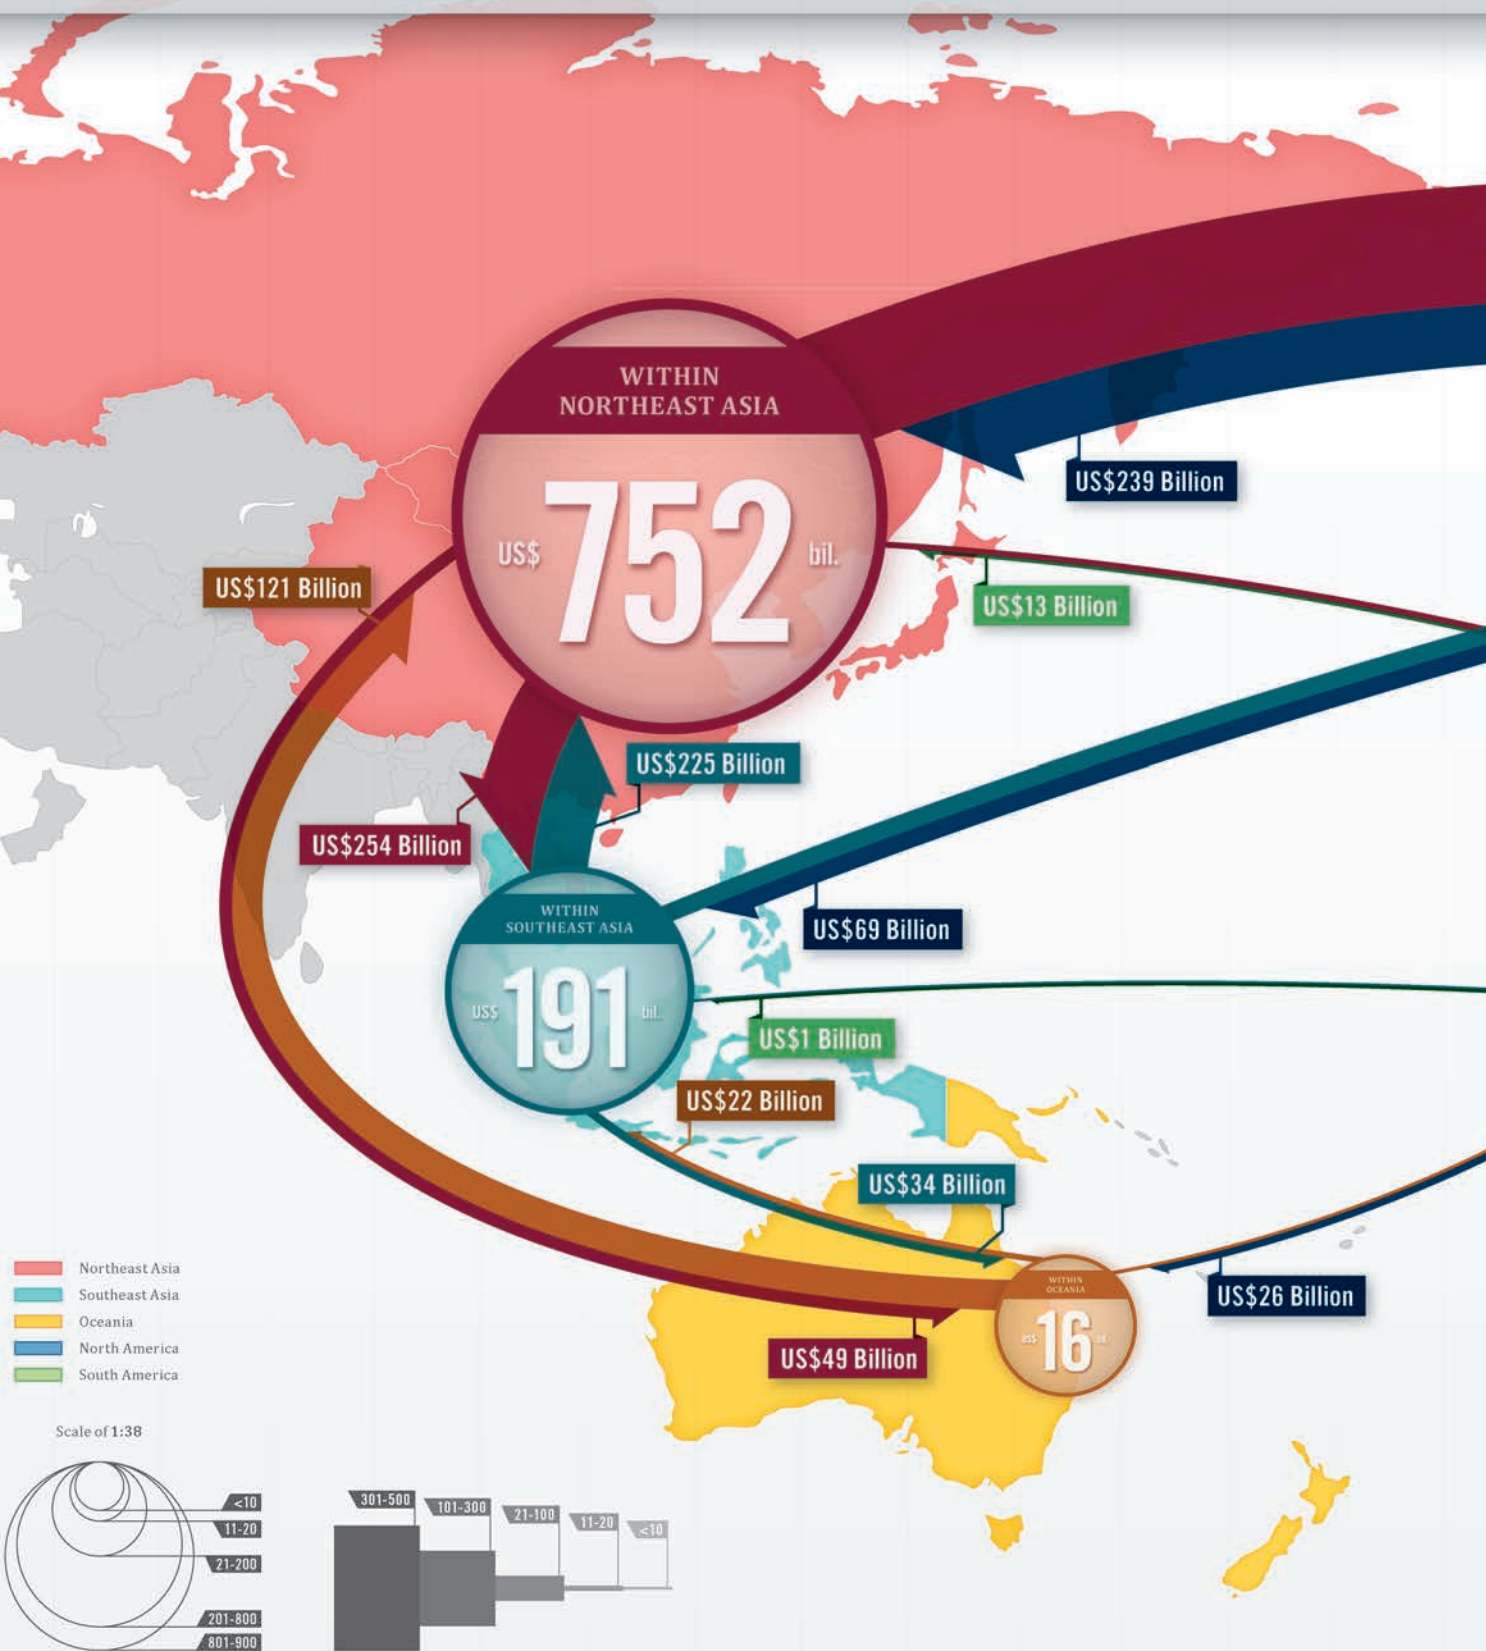 WITHIN
NORTHEAST ASIA
US$ 752 bil.
US$239 Billion
US$121 Billion
US$13 Billion
US$225 Billion
US$254 Billion
WITHIN
SOUTHEAST ASIA
US$ 191 bil.
US$69 Billion
US$1 Billion
US$22 Billion
US$34 Billion
WITHIN
OCEANIA
US$ 16 bil.
US$26 Billion
US$49 Billion
Northeast Asia
Southeast Asia
Oceania
North America
South America
Scale of 1:38
<10
11-20
21-200
201-800
801-900
301-500
101-300
21-100
11-20
<10